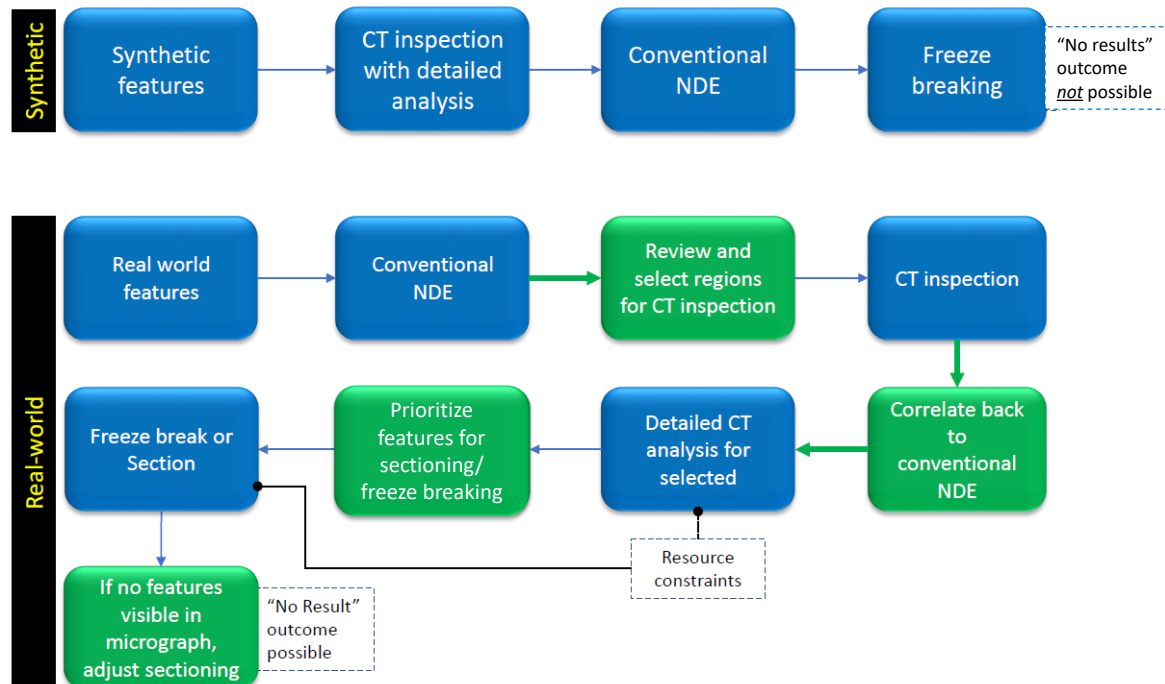 Synthetic
Synthetic
features
CT inspection
with detailed
analysis
Conventional
NDE
Freeze
breaking
“No results”
outcome
not possible
Real-world
Real world
features
Conventional
NDE
Review and
select regions
for CT inspection
CT inspection
Correlate back
to
conventional
NDE
Detailed CT
analysis for
selected
Prioritize
features for
sectioning/
freeze breaking
Freeze break or
Section
Resource
constraints
If no features
visible in
micrograph,
adjust sectioning
“No Result”
outcome
possible